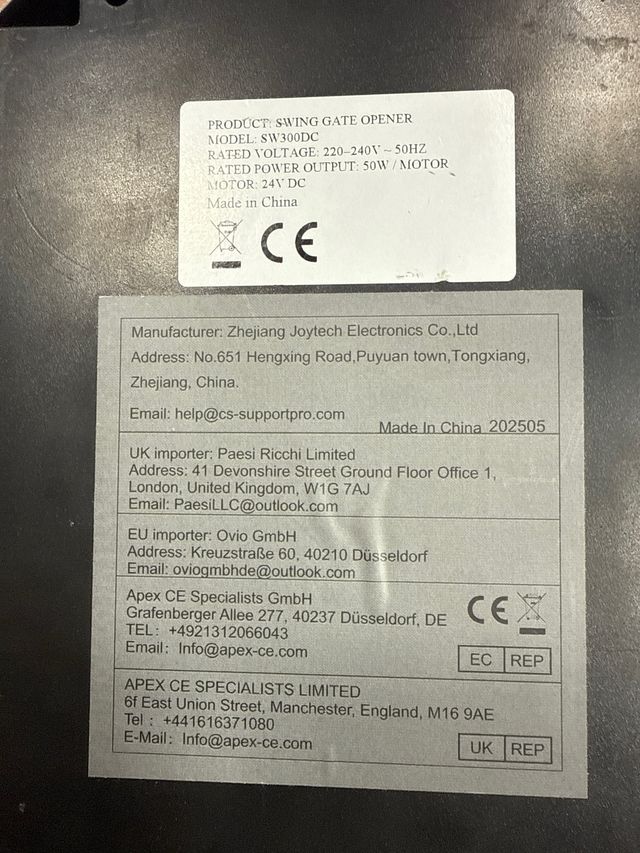 PRODUCT: SWING GATE OPENER
MODEL: SW300DC
RATED VOLTAGE: 220–240V ~ 50HZ
RATED POWER OUTPUT: 50W / MOTOR
MOTOR: 24V DC
Made in China
CE
Manufacturer: Zhejiang Joytech Electronics Co.,Ltd
Address: No.651 Hengxing Road,Puyuan town,Tongxiang,
Zhejiang, China.
Email: help@cs-supportpro.com
Made In China 202505
UK importer: Paesi Ricchi Limited
Address: 41 Devonshire Street Ground Floor Office 1,
London, United Kingdom, W1G 7AJ
Email: PaesiLLC@outlook.com
EU importer: Ovio GmbH
Address: Kreuzstraße 60, 40210 Düsseldorf
Email: oviogmbhde@outlook.com
Apex CE Specialists GmbH
Grafenberger Allee 277, 40237 Düsseldorf, DE
TEL: +4921312066043
Email: Info@apex-ce.com
CE
EC REP
APEX CE SPECIALISTS LIMITED
6f East Union Street, Manchester, England, M16 9AE
Tel : +441616371080
E-Mail: Info@apex-ce.com
UK REP